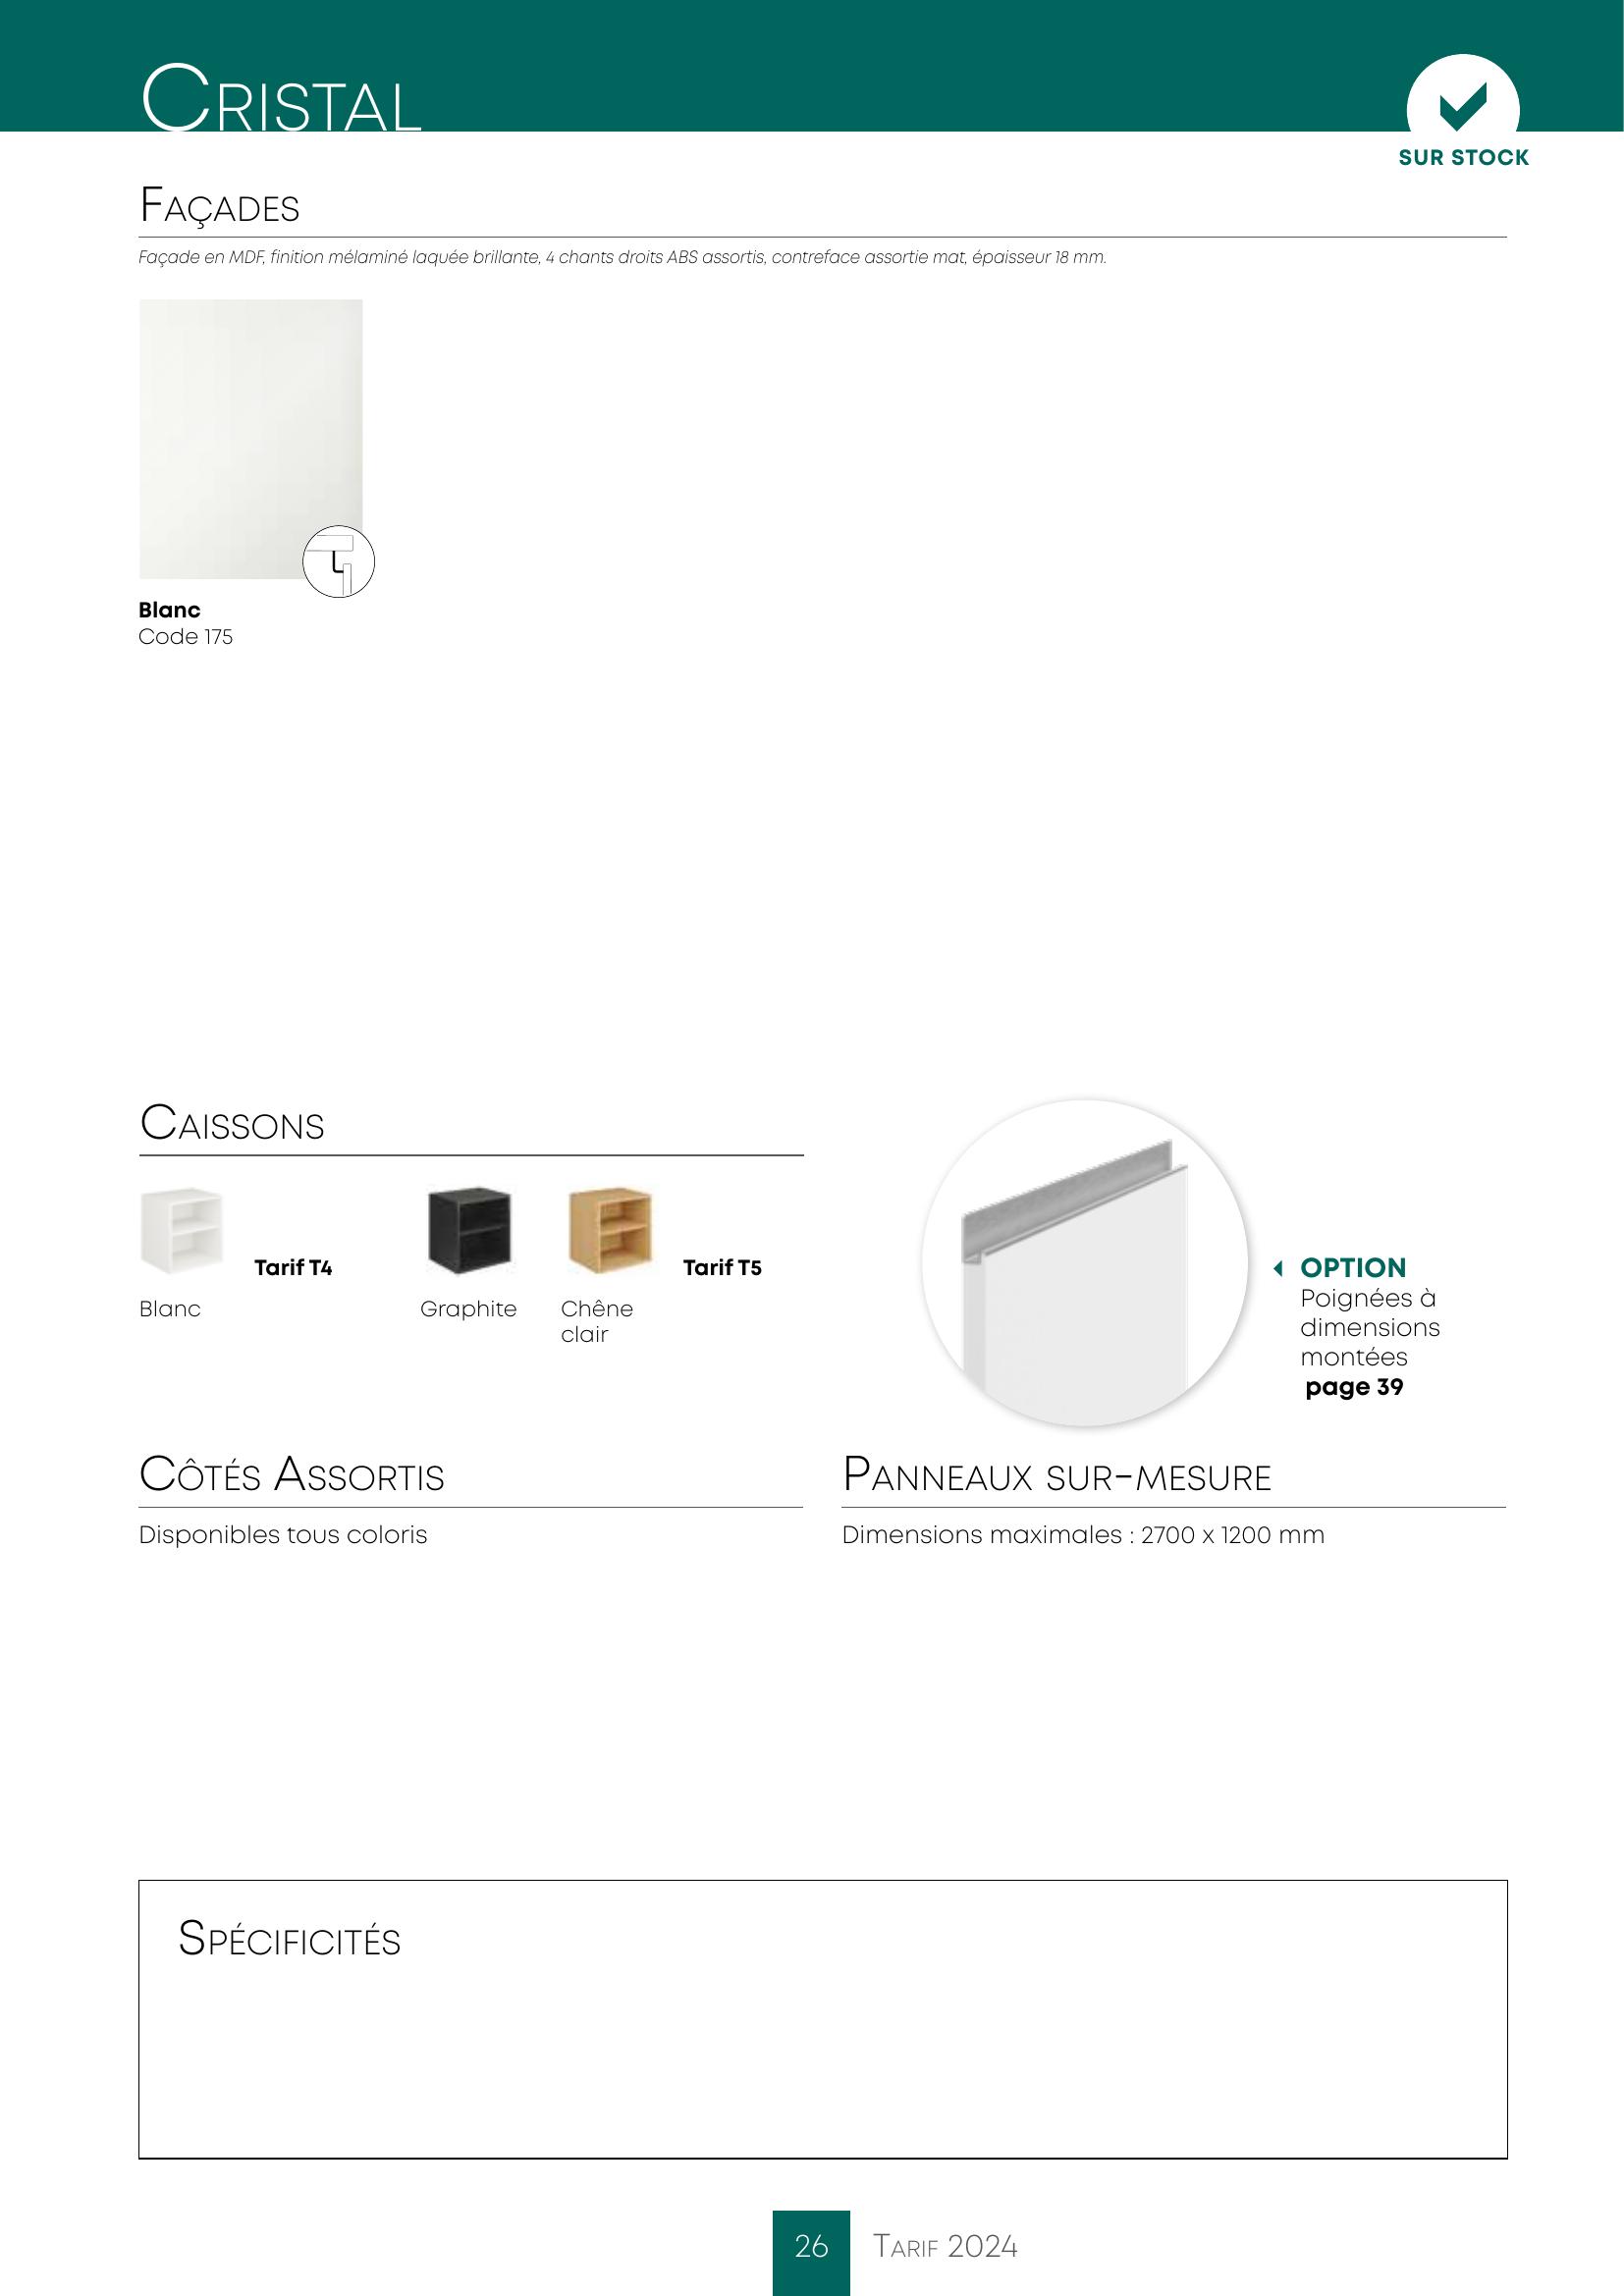 Cristal
SUR STOCK
Façades
Façade en MDF, finition mélaminé laquée brillante, 4 chants droits ABS assortis, contreface assortie mat, épaisseur 18 mm.
Blanc
Code 175
Caissons
Tarif T4
Tarif T5
Blanc
Graphite
Chêne
clair
OPTION
Poignées à
dimensions
montées
page 39
Côtés Assortis
Disponibles tous coloris
Panneaux sur-mesure
Dimensions maximales : 2700 x 1200 mm
Spécificités
26 Tarif 2024